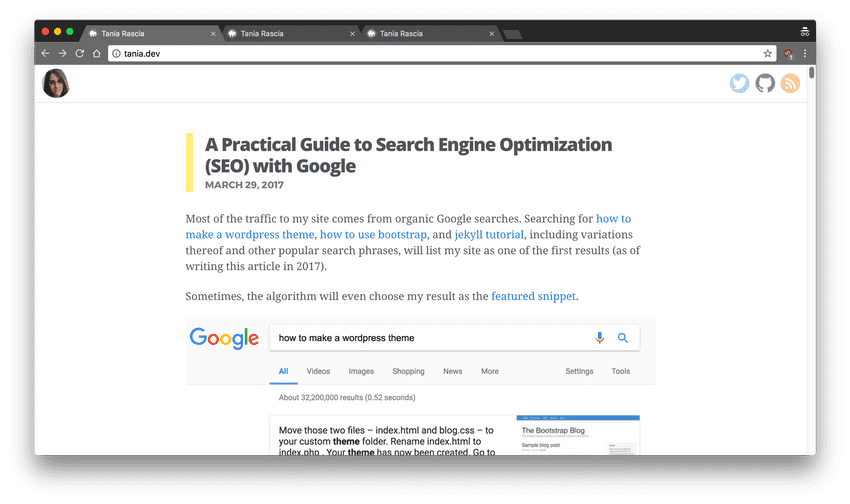 Tania Rascia
Tania Rascia
Tania Rascia
tania.dev
A Practical Guide to Search Engine Optimization
(SEO) with Google
MARCH 29, 2017
Most of the traffic to my site comes from organic Google searches. Searching for how to
make a wordpress theme, how to use bootstrap, and jekyll tutorial, including variations
thereof and other popular search phrases, will list my site as one of the first results (as of
writing this article in 2017).
Sometimes, the algorithm will even choose my result as the featured snippet.
Google
how to make a wordpress theme
All Videos Images Shopping News More Settings Tools
About 32,200,000 results (0.52 seconds)
Move those two files – index.html and blog.css – to
your custom theme folder. Rename index.html to
index.php . Your theme has now been created. Go to
The Bootstrap Blog
Sample blog post